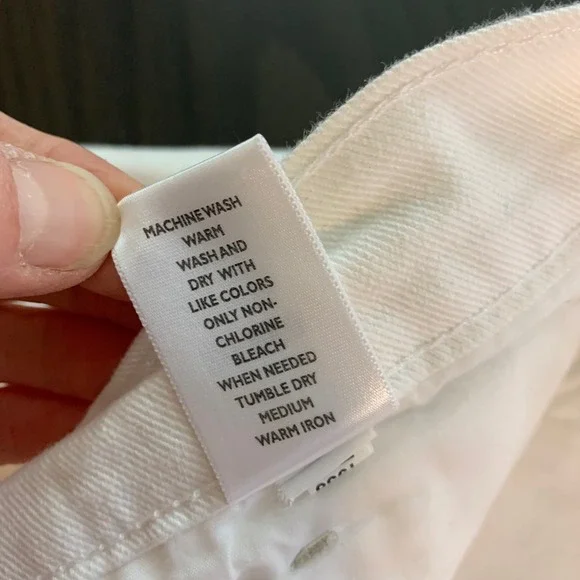 MACHINE WASH
WARM
WASH AND
DRY WITH
LIKE COLORS
ONLY NON-
CHLORINE
BLEACH
WHEN NEEDED
TUMBLE DRY
MEDIUM
WARM IRON